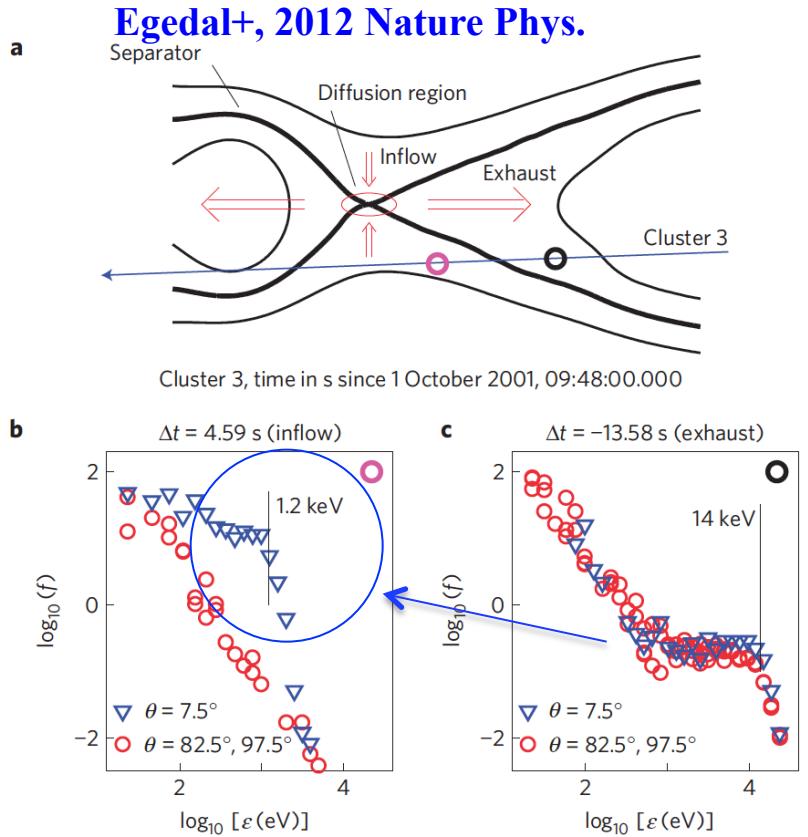 Egedal+, 2012 Nature Phys.
a
Separator
Diffusion region
Inflow
Exhaust
Cluster 3
Cluster 3, time in s since 1 October 2001, 09:48:00.000
b
Δt = 4.59 s (inflow)
2
0
−2
log₁₀ (f)
1.2 keV
θ = 7.5°
θ = 82.5°, 97.5°
2
4
log₁₀ [ε (eV)]
c
Δt = −13.58 s (exhaust)
2
0
−2
log₁₀ (f)
14 keV
θ = 7.5°
θ = 82.5°, 97.5°
2
4
log₁₀ [ε (eV)]